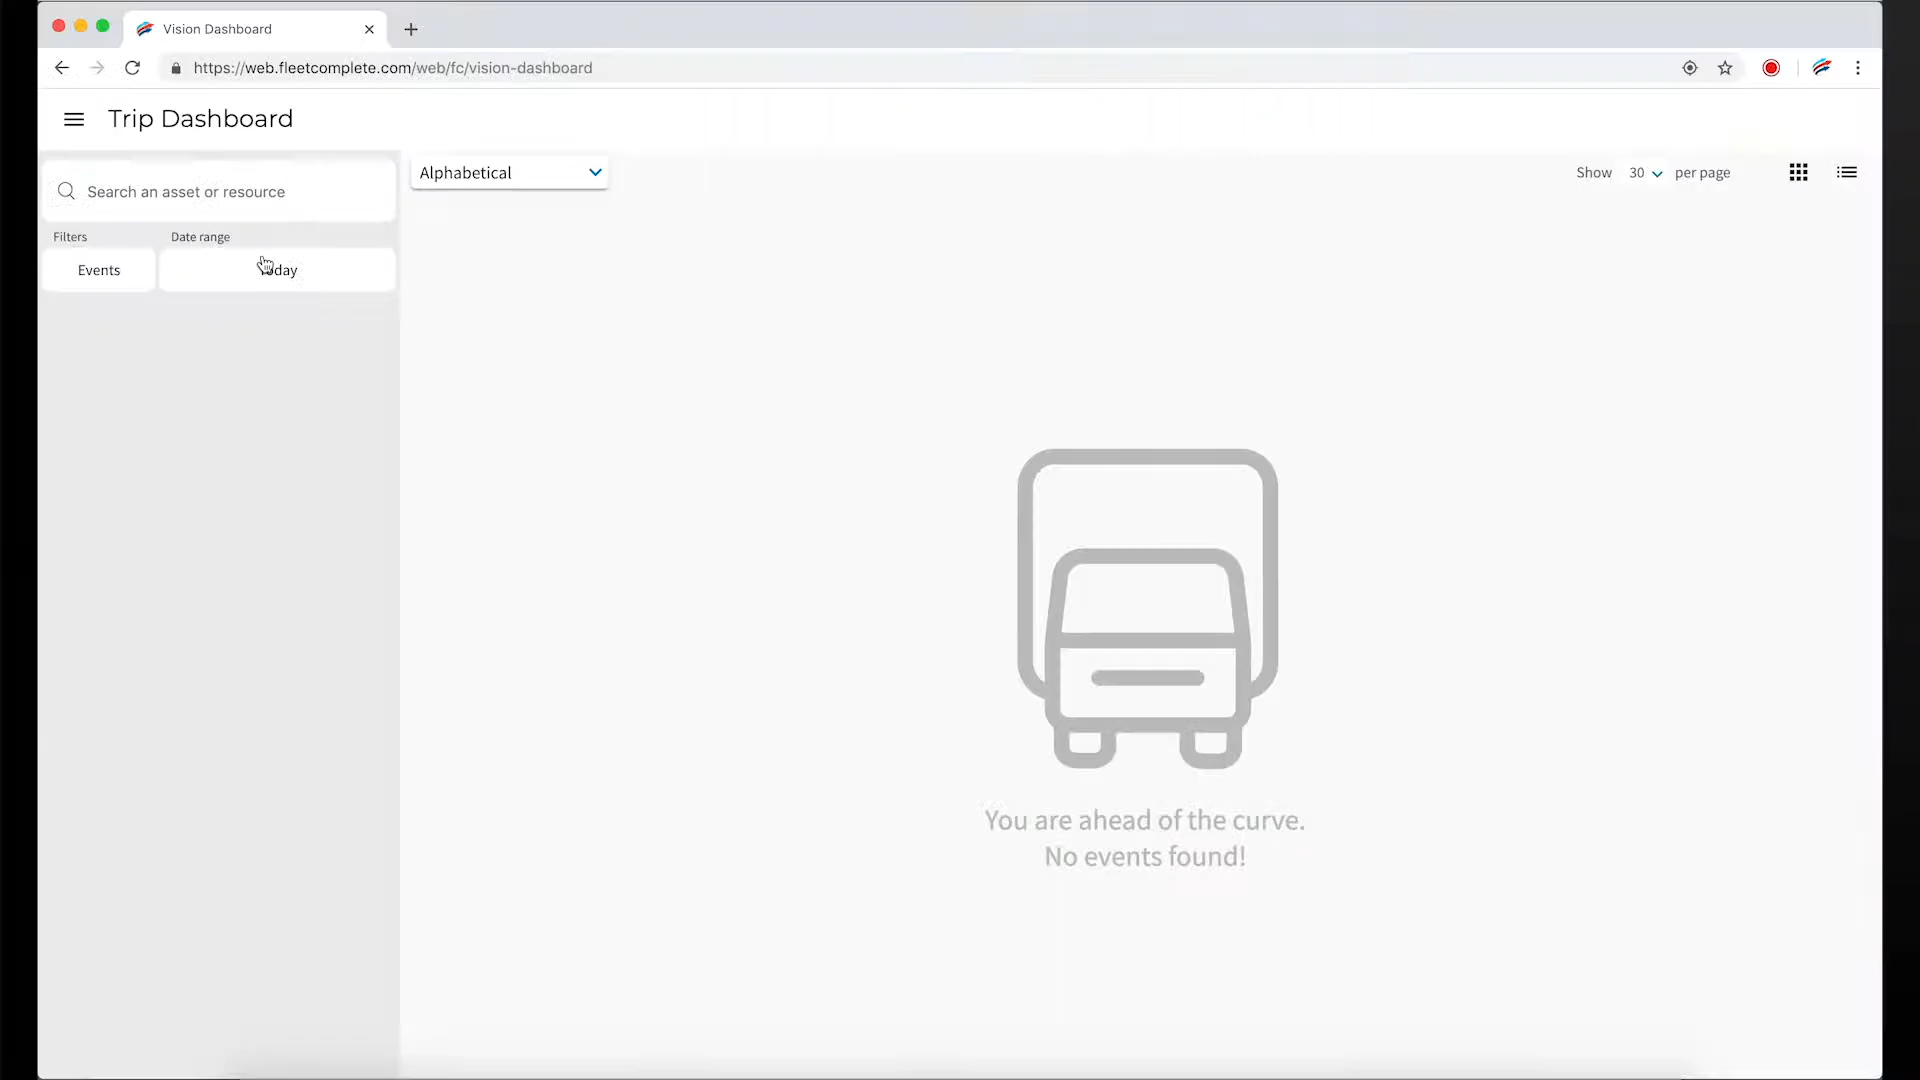 Vision Dashboard
https://web.fleetcomplete.com/web/fc/vision-dashboard
Trip Dashboard
Search an asset or resource
Alphabetical
Show 30 per page
Filters
Date range
Events
Today
You are ahead of the curve.
No events found!